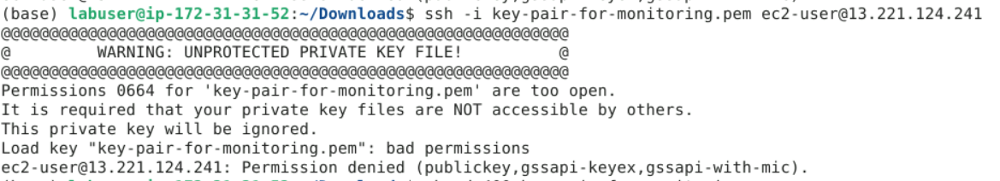 (base) labuser@ip-172-31-31-52:~/Downloads$ ssh -i key-pair-for-monitoring.pem ec2-user@13.221.124.241
@@@@@@@@@@@@@@@@@@@@@@@@@@@@@@@@@@@@@@@@@@@@@@@@@@@@@@@@@@@
@         WARNING: UNPROTECTED PRIVATE KEY FILE!          @
@@@@@@@@@@@@@@@@@@@@@@@@@@@@@@@@@@@@@@@@@@@@@@@@@@@@@@@@@@@
Permissions 0664 for 'key-pair-for-monitoring.pem' are too open.
It is required that your private key files are NOT accessible by others.
This private key will be ignored.
Load key "key-pair-for-monitoring.pem": bad permissions
ec2-user@13.221.124.241: Permission denied (publickey,gssapi-keyex,gssapi-with-mic).